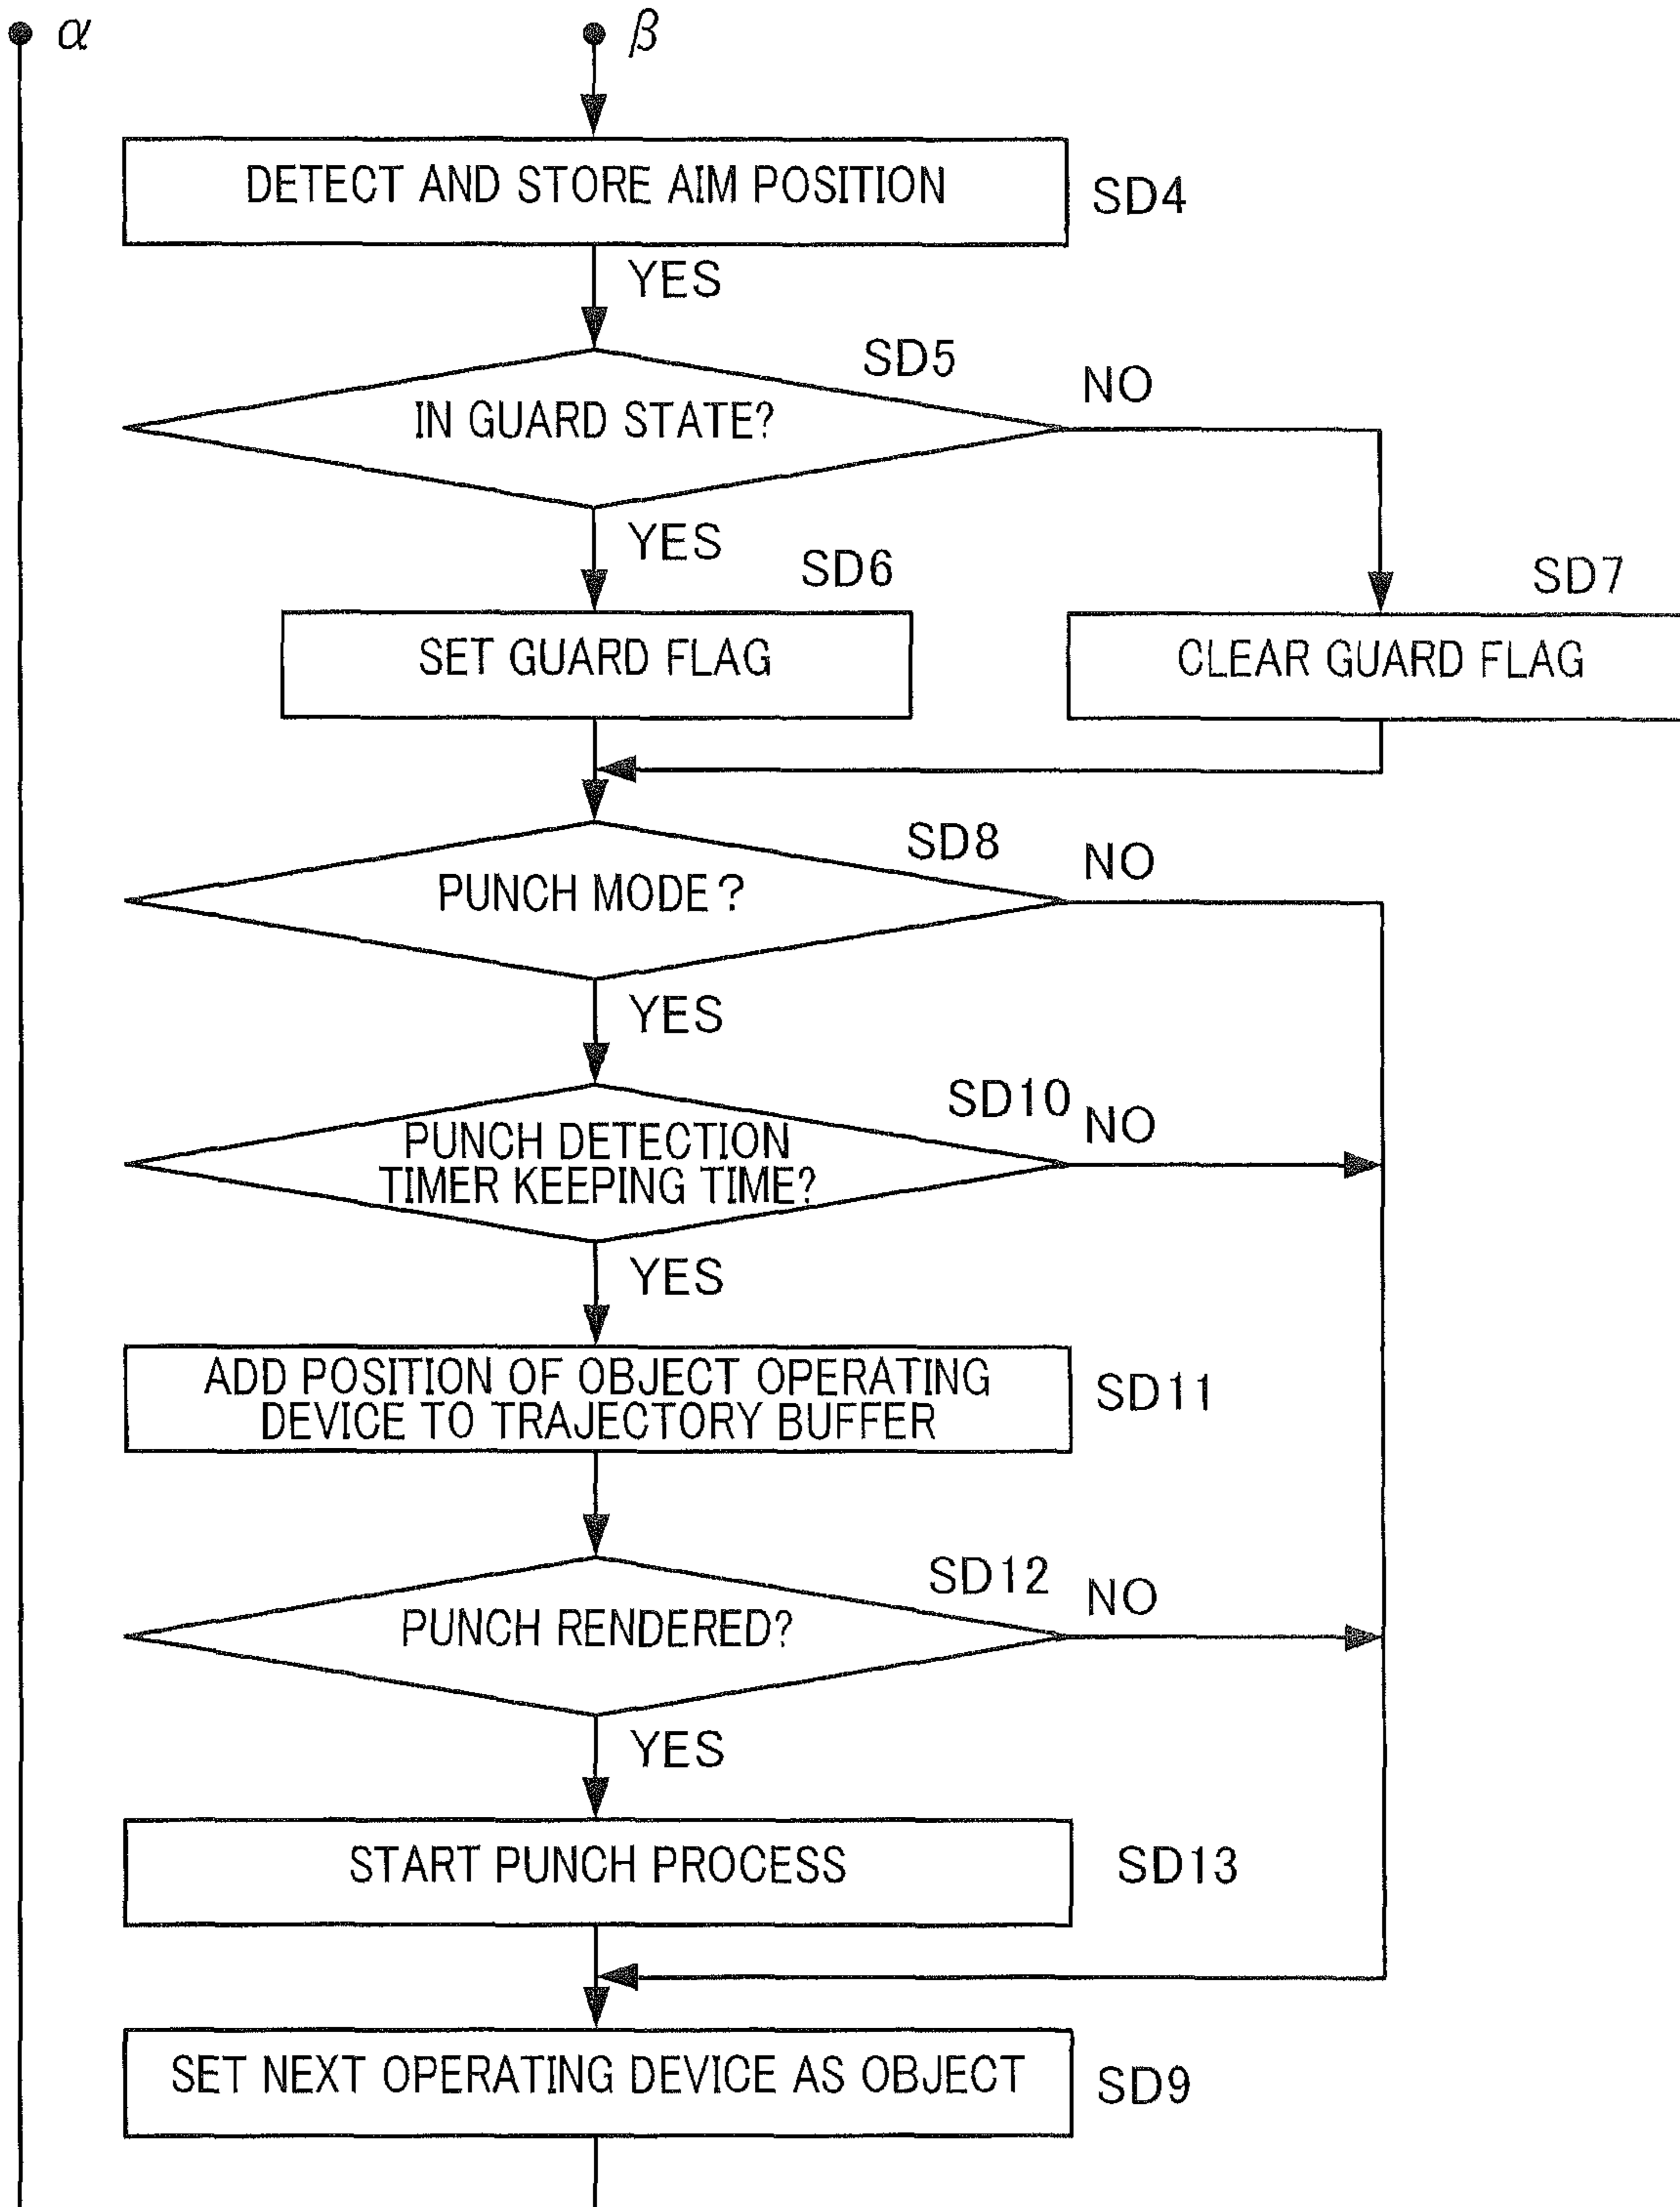 α
β
DETECT AND STORE AIM POSITION
SD4
YES
SD5
NO
IN GUARD STATE?
YES
SD6
SD7
SET GUARD FLAG
CLEAR GUARD FLAG
SD8
NO
PUNCH MODE?
YES
SD10
NO
PUNCH DETECTION
TIMER KEEPING TIME?
YES
ADD POSITION OF OBJECT OPERATING
DEVICE TO TRAJECTORY BUFFER
SD11
SD12
NO
PUNCH RENDERED?
YES
START PUNCH PROCESS
SD13
SET NEXT OPERATING DEVICE AS OBJECT
SD9